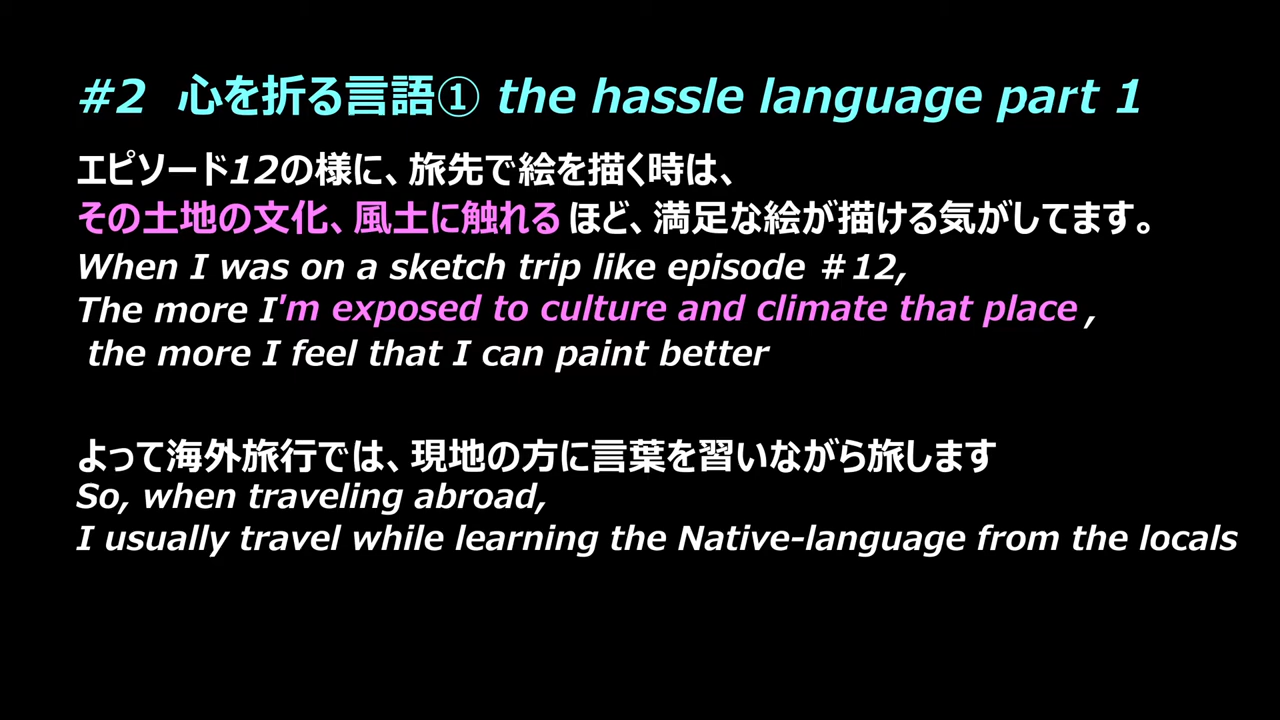 #2 心を折る言語① the hassle language part 1
エピソード12の様に、旅先で絵を描く時は、
その土地の文化、風土に触れる ほど、満足な絵が描ける気がしてます。
When I was on a sketch trip like episode #12,
The more I'm exposed to culture and climate that place ,
the more I feel that I can paint better
よって海外旅行では、現地の方に言葉を習いながら旅します
So, when traveling abroad,
I usually travel while learning the Native-language from the locals